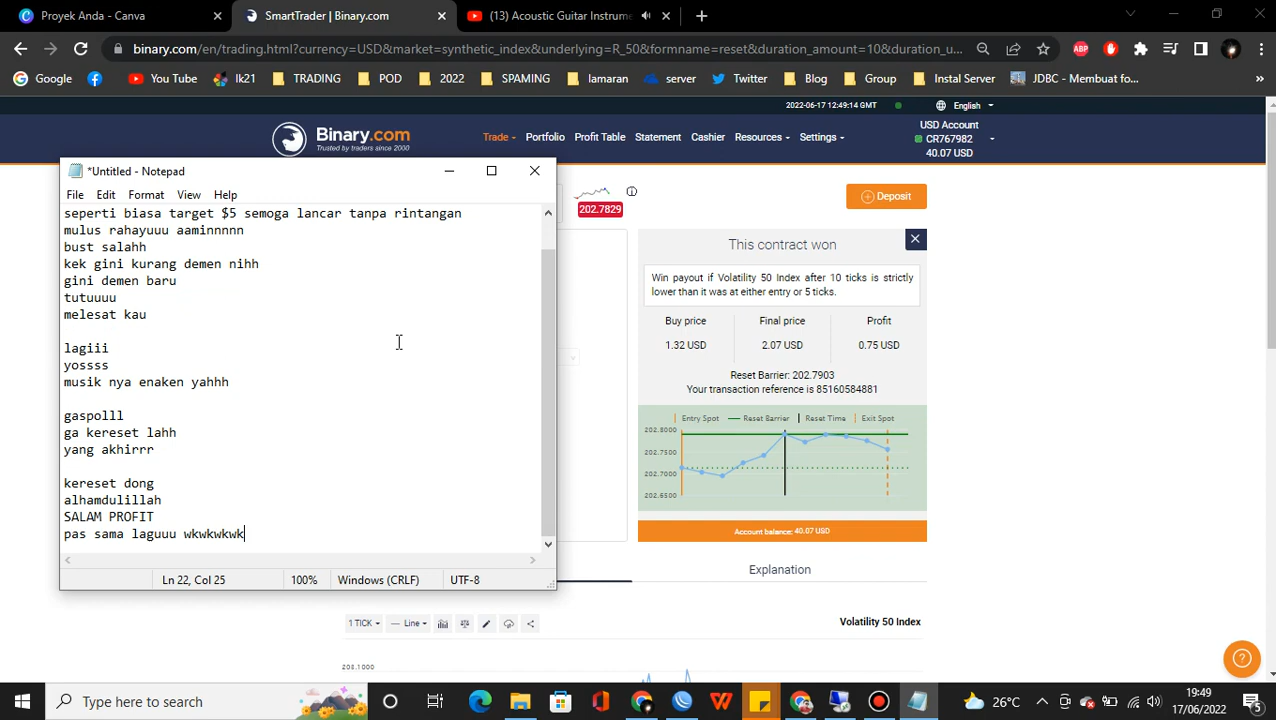 Proyek Anda – Canva
SmartTrader | Binary.com
(13) Acoustic Guitar Instrume
binary.com/en/trading.html?currency=USD&market=synthetic_index&underlying=R_50&formname=reset&duration_amount=10&duration_u...
ABP
Google
You Tube
lk21
TRADING
POD
2022
SPAMING
lamaran
server
Twitter
Blog
Group
Instal Server
JDBC - Membuat fo...
»
2022-06-17 12:49:14 GMT
English
Binary.com
Trusted by traders since 2000
Trade
Portfolio
Profit Table
Statement
Cashier
Resources
Settings
USD Account
CR767982
40.07 USD
*Untitled - Notepad
File Edit Format View Help
seperti biasa target $5 semoga lancar tanpa rintangan
mulus rahayuuu aaminnnnn
bust salahh
kek gini kurang demen nihh
gini demen baru
tutuuuu
melesat kau
lagiii
yossss
musik nya enaken yahhh
gaspolll
ga kereset lahh
yang akhirrr
kereset dong
alhamdulillah
SALAM PROFIT
pas sama laguuu wkwkwkwk
Ln 22, Col 25
100%
Windows (CRLF)
UTF-8
202.7829
Deposit
This contract won
Win payout if Volatility 50 Index after 10 ticks is strictly
lower than it was at either entry or 5 ticks.
Buy price Final price Profit
1.32 USD 2.07 USD 0.75 USD
Reset Barrier: 202.7903
Your transaction reference is 85160584881
Entry Spot Reset Barrier Reset Time Exit Spot
202.8000
202.7500
202.7000
202.6500
Account balance: 40.07 USD
Explanation
1 TICK
Line
Volatility 50 Index
203.1000
Type here to search
28°C
19:49
17/06/2022
5